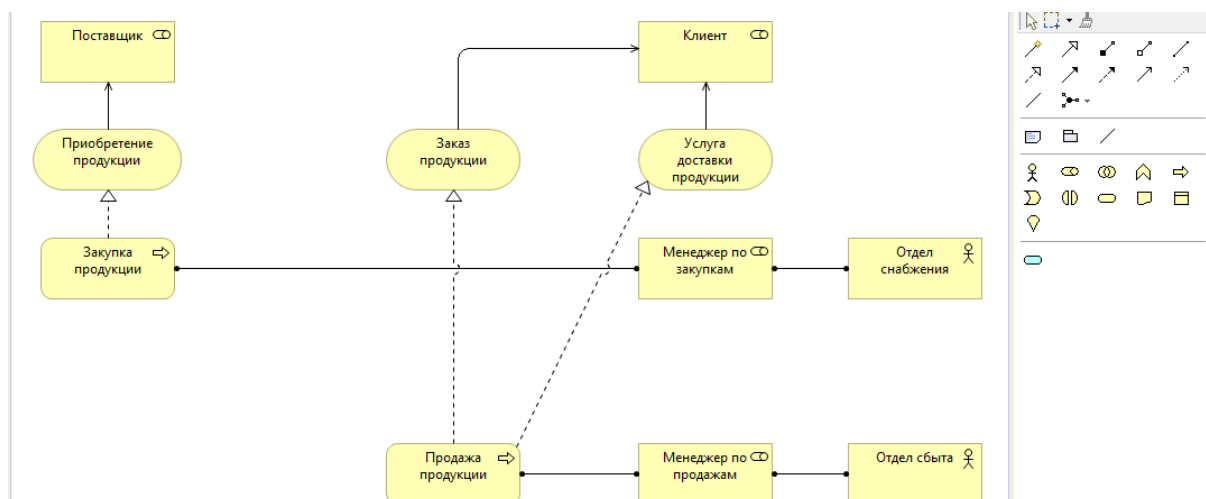 Поставщик
Клиент
Приобретение
продукции
Заказ
продукции
Услуга
доставки
продукции
Закупка
продукции
Менеджер по
закупкам
Отдел
снабжения
Продажа
продукции
Менеджер по
продажам
Отдел сбыта